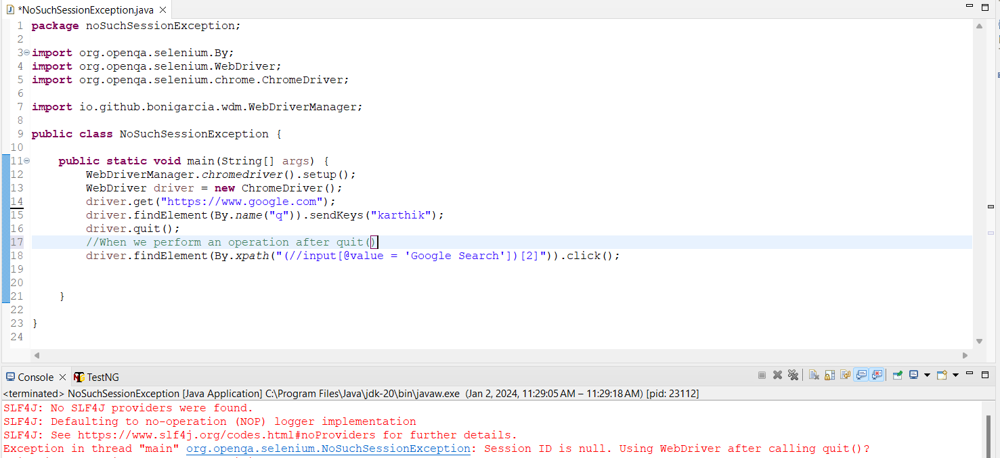 *NoSuchSessionException.java
1 package noSuchSessionException;
2
3 import org.openqa.selenium.By;
4 import org.openqa.selenium.WebDriver;
5 import org.openqa.selenium.chrome.ChromeDriver;
6
7 import io.github.bonigarcia.wdm.WebDriverManager;
8
9 public class NoSuchSessionException {
10
11 public static void main(String[] args) {
12 WebDriverManager.chromedriver().setup();
13 WebDriver driver = new ChromeDriver();
14 driver.get("https://www.google.com");
15 driver.findElement(By.name("q")).sendKeys("karthik");
16 driver.quit();
17 //When we perform an operation after quit()
18 driver.findElement(By.xpath("(//input[@value = 'Google Search'])[2]")).click();
19
20
21 }
22
23 }
24
Console TestNG
<terminated> NoSuchSessionException [Java Application] C:\Program Files\Java\jdk-20\bin\javaw.exe (Jan 2, 2024, 11:29:05 AM – 11:29:18 AM) [pid: 23112]
SLF4J: No SLF4J providers were found.
SLF4J: Defaulting to no-operation (NOP) logger implementation
SLF4J: See https://www.slf4j.org/codes.html#noProviders for further details.
Exception in thread "main" org.openqa.selenium.NoSuchSessionException: Session ID is null. Using WebDriver after calling quit()?